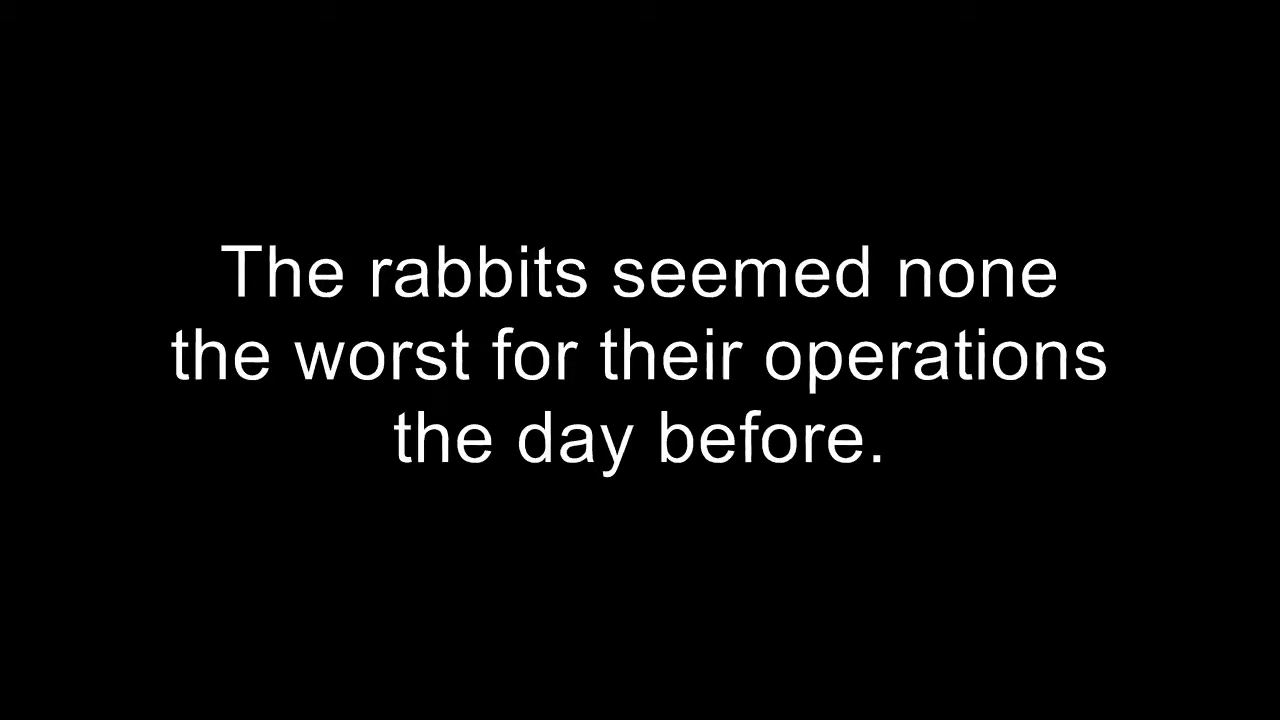 The rabbits seemed none
the worst for their operations
the day before.